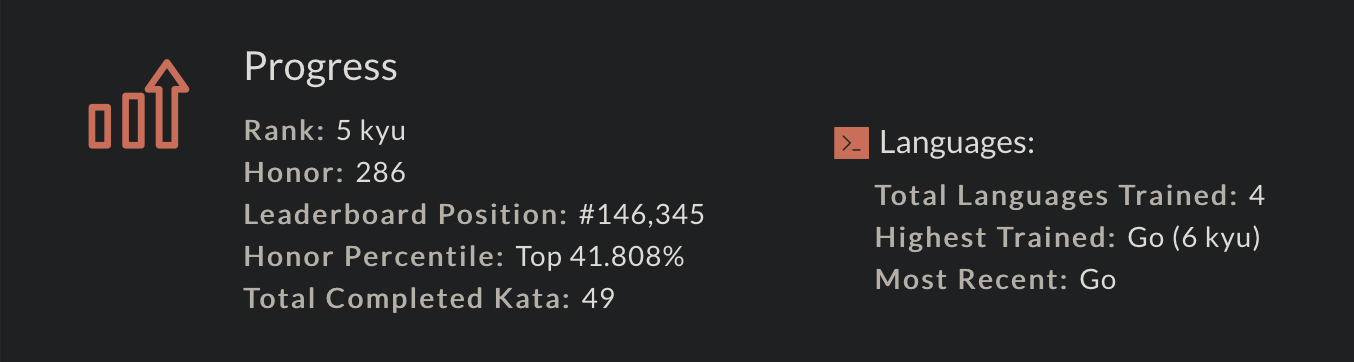 Progress
Rank: 5 kyu
Honor: 286
Leaderboard Position: #146,345
Honor Percentile: Top 41.808%
Total Completed Kata: 49
>_ Languages:
Total Languages Trained: 4
Highest Trained: Go (6 kyu)
Most Recent: Go